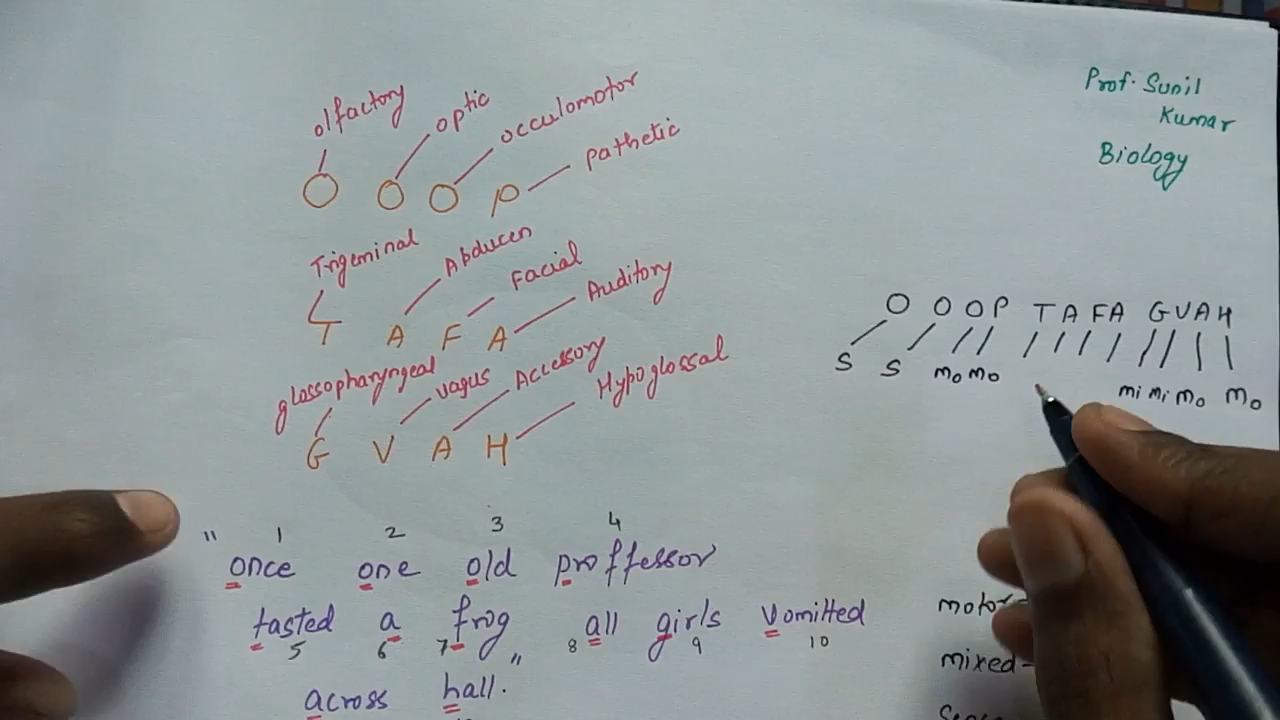 olfactory optic occulomotor pathetic
O O O P
Trigeminal Abducen Facial Auditory
T A F A
glossopharyngeal vagus Accessory Hypoglossal
G V A H
" 1 2 3 4
once one old proffessor
tasted a frog " all girls vomitted
5 6 7 8 9 10
across hall.
Prof. Sunil
Kumar
Biology
O O O P T A F A G V A H
S S Mo Mo mi mi mo mo
motor-
mixed-